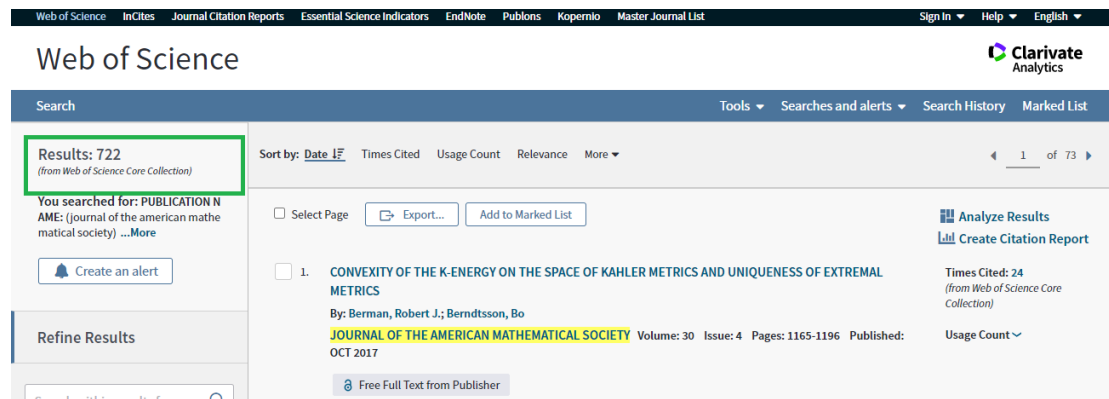 Web of Science InCites Journal Citation Reports Essential Science Indicators EndNote Publons Kopernio Master Journal List Sign In Help English
Web of Science
Clarivate
Analytics
Search Tools Searches and alerts Search History Marked List
Results: 722
(from Web of Science Core Collection)
Sort by: Date Times Cited Usage Count Relevance More
1 of 73
You searched for: PUBLICATION N
AME: (journal of the american mathe
matical society) ...More
Create an alert
Refine Results
Select Page Export... Add to Marked List
Analyze Results
Create Citation Report
1. CONVEXITY OF THE K-ENERGY ON THE SPACE OF KAHLER METRICS AND UNIQUENESS OF EXTREMAL
METRICS
By: Berman, Robert J.; Berndtsson, Bo
JOURNAL OF THE AMERICAN MATHEMATICAL SOCIETY Volume: 30 Issue: 4 Pages: 1165-1196 Published:
OCT 2017
Free Full Text from Publisher
Times Cited: 24
(from Web of Science Core
Collection)
Usage Count